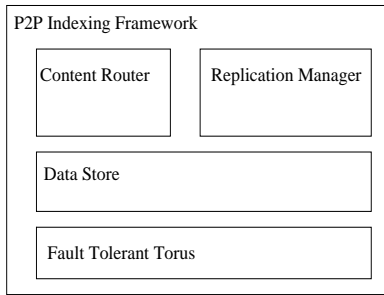 P2P Indexing Framework
Content Router
Replication Manager
Data Store
Fault Tolerant Torus